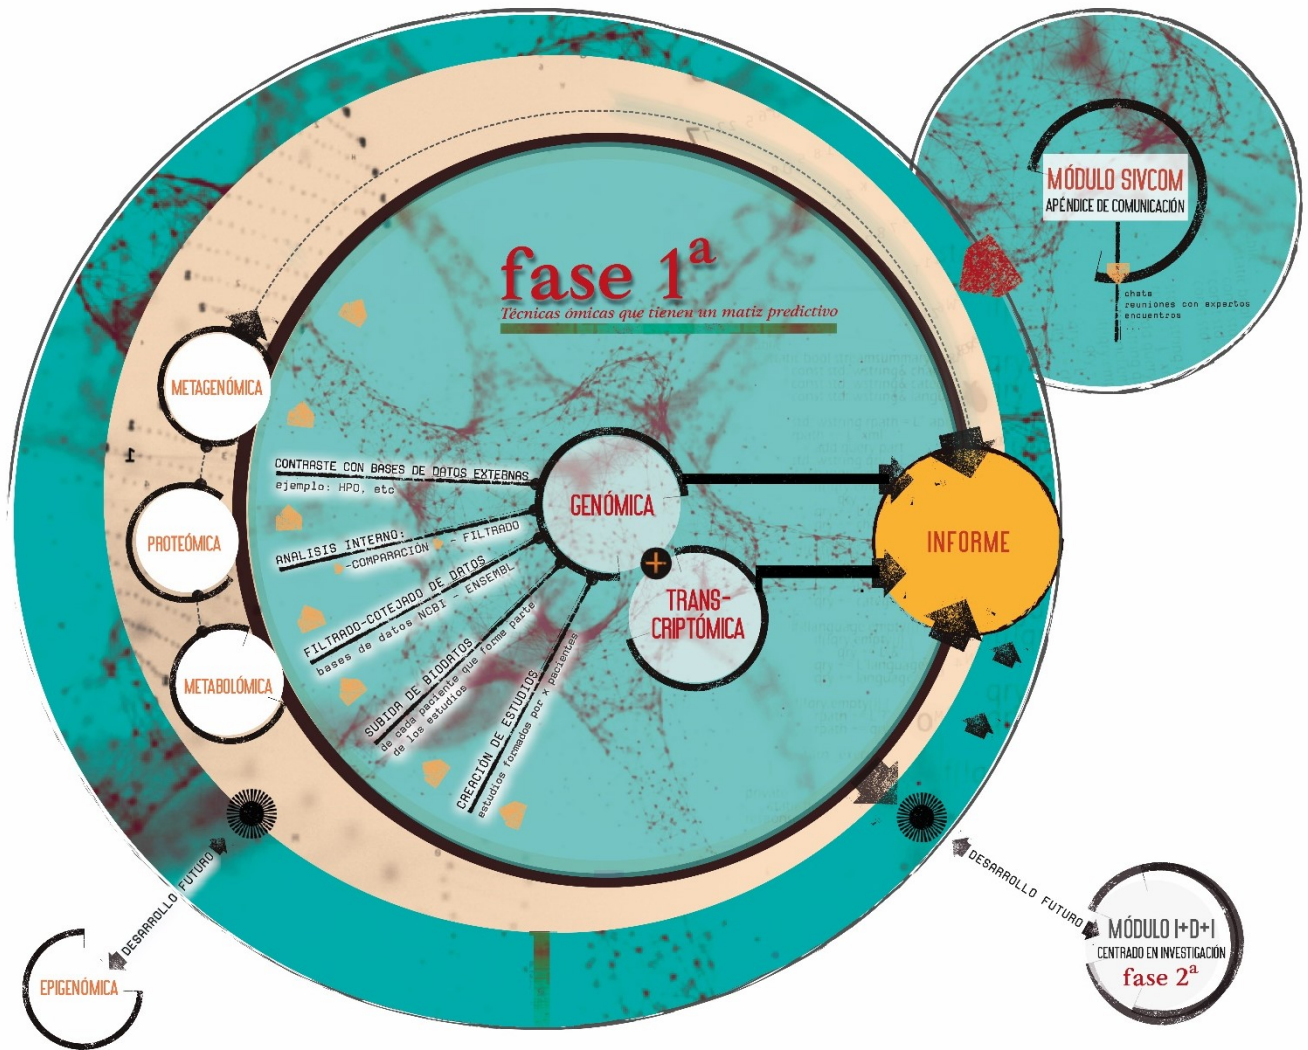 fase 1ª
Técnicas ómicas que tienen un matiz predictivo
MÓDULO SIVCOM
APÉNDICE DE COMUNICACIÓN
chats
reuniones con expertos
encuentros
....
METAGENÓMICA
PROTEÓMICA
METABOLÓMICA
CONTRASTE CON BASES DE DATOS EXTERNAS
ejemplo: HPO, etc
ANALISIS INTERNO:
-COMPARACIÓN - FILTRADO
FILTRADO-COTEJADO DE DATOS
bases de datos NCBI - ENSEMBL
SUBIDA DE BIODATOS
de cada paciente que forme parte
de los estudios
CREACIÓN DE ESTUDIOS
estudios formados por x pacientes
GENÓMICA
+
TRANS-
CRIPTÓMICA
INFORME
DESARROLLO FUTURO
EPIGENÓMICA
DESARROLLO FUTURO
MÓDULO I+D+I
CENTRADO EN INVESTIGACIÓN
fase 2ª